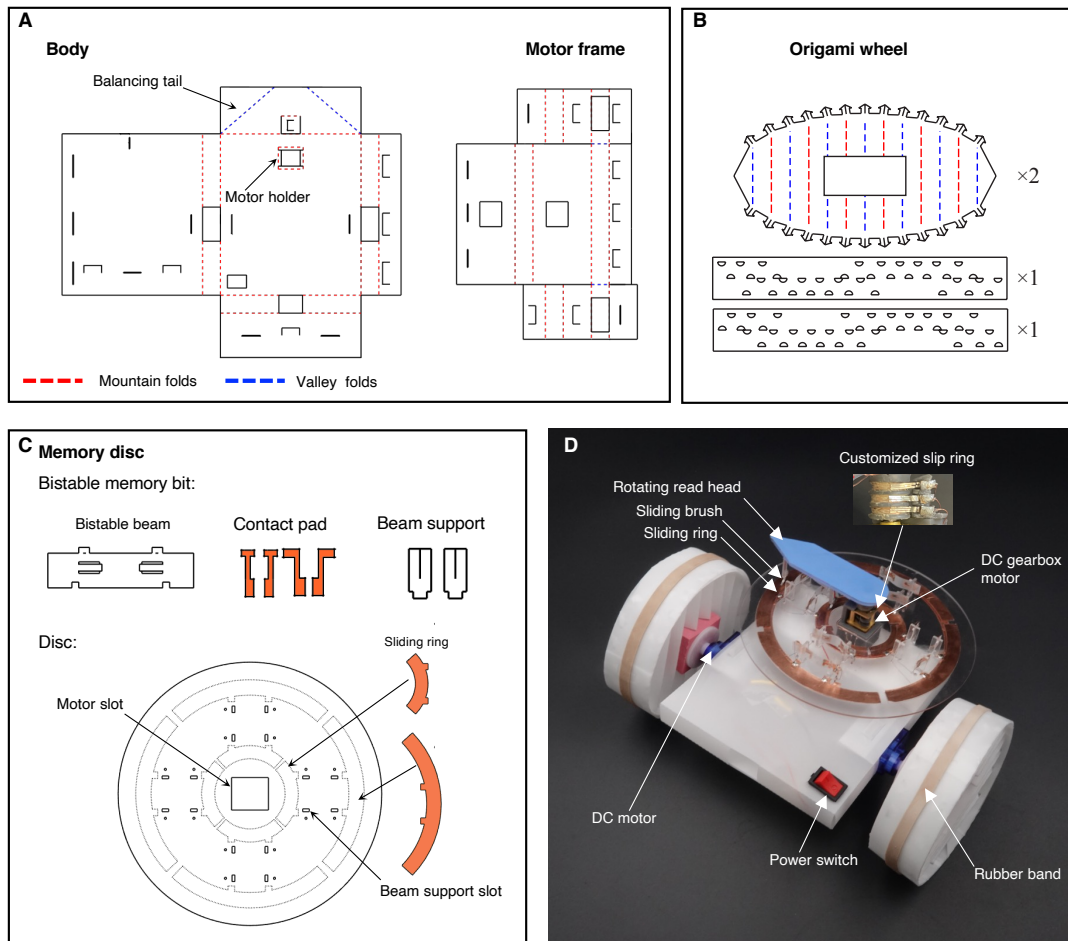 A
Body
Motor frame
Balancing tail
Motor holder
Mountain folds
Valley folds
B
Origami wheel
×2
×1
×1
C
Memory disc
Bistable memory bit:
Bistable beam
Contact pad
Beam support
Disc:
Sliding ring
Motor slot
Beam support slot
D
Customized slip ring
Rotating read head
Sliding brush
Sliding ring
DC gearbox
motor
DC motor
Power switch
Rubber band